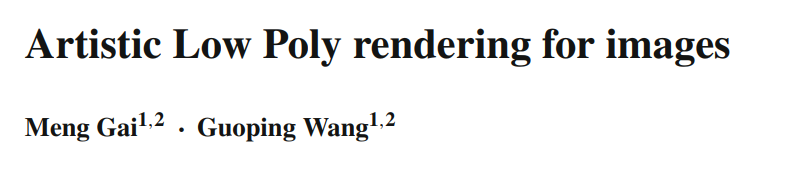 Artistic Low Poly rendering for images
Meng Gai1,2 · Guoping Wang1,2